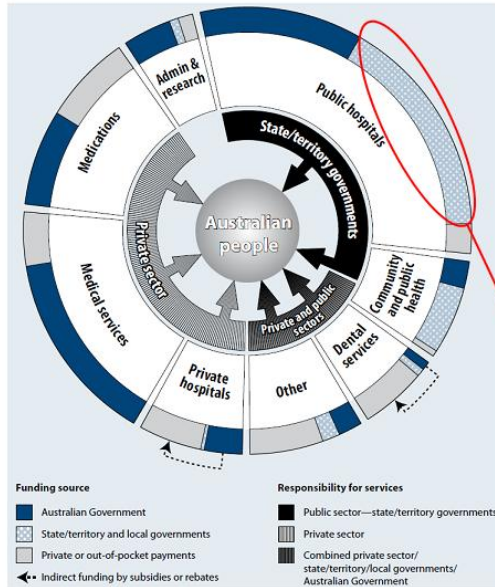 Admin &
research
Public hospitals
Medications
State/territory governments
Australian
people
Private sector
Medical services
Private and public
sectors
Community
and public
health
Dental
services
Private
hospitals
Other
Funding source
Australian Government
State/territory and local governments
Private or out-of-pocket payments
Indirect funding by subsidies or rebates
Responsibility for services
Public sector—state/territory governments
Private sector
Combined private sector/
state/territory/local governments/
Australian Government